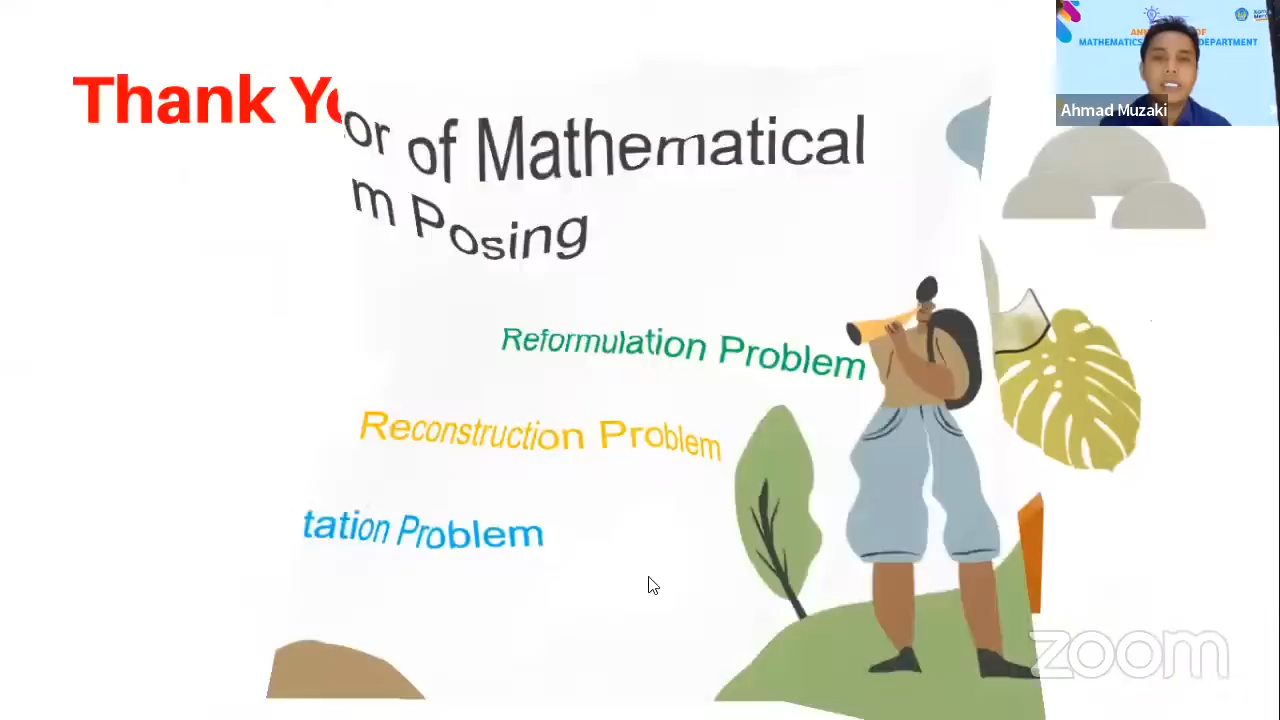 Thank Yo
or of Mathematical
m Posing
Reformulation Problem
Reconstruction Problem
tation Problem
Ahmad Muzaki
MATHEMATICS
DEPARTMENT
zoom